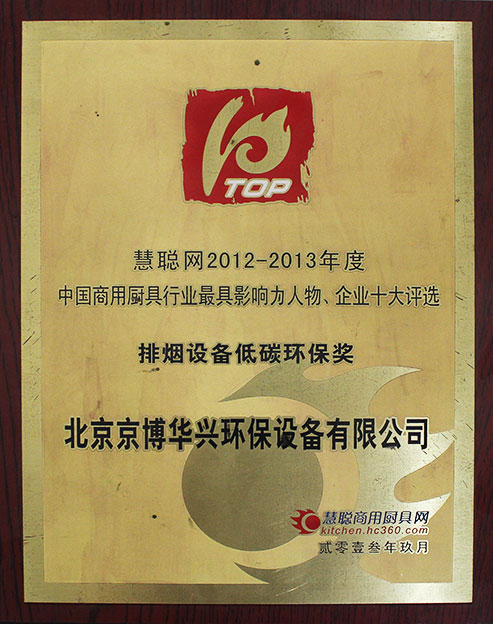 TOP
慧聪网2012-2013年度
中国商用厨具行业最具影响力人物、企业十大评选
排烟设备低碳环保奖
北京京博华兴环保设备有限公司
慧聪商用厨具网
kitchen.hc360.com
贰零壹叁年玖月